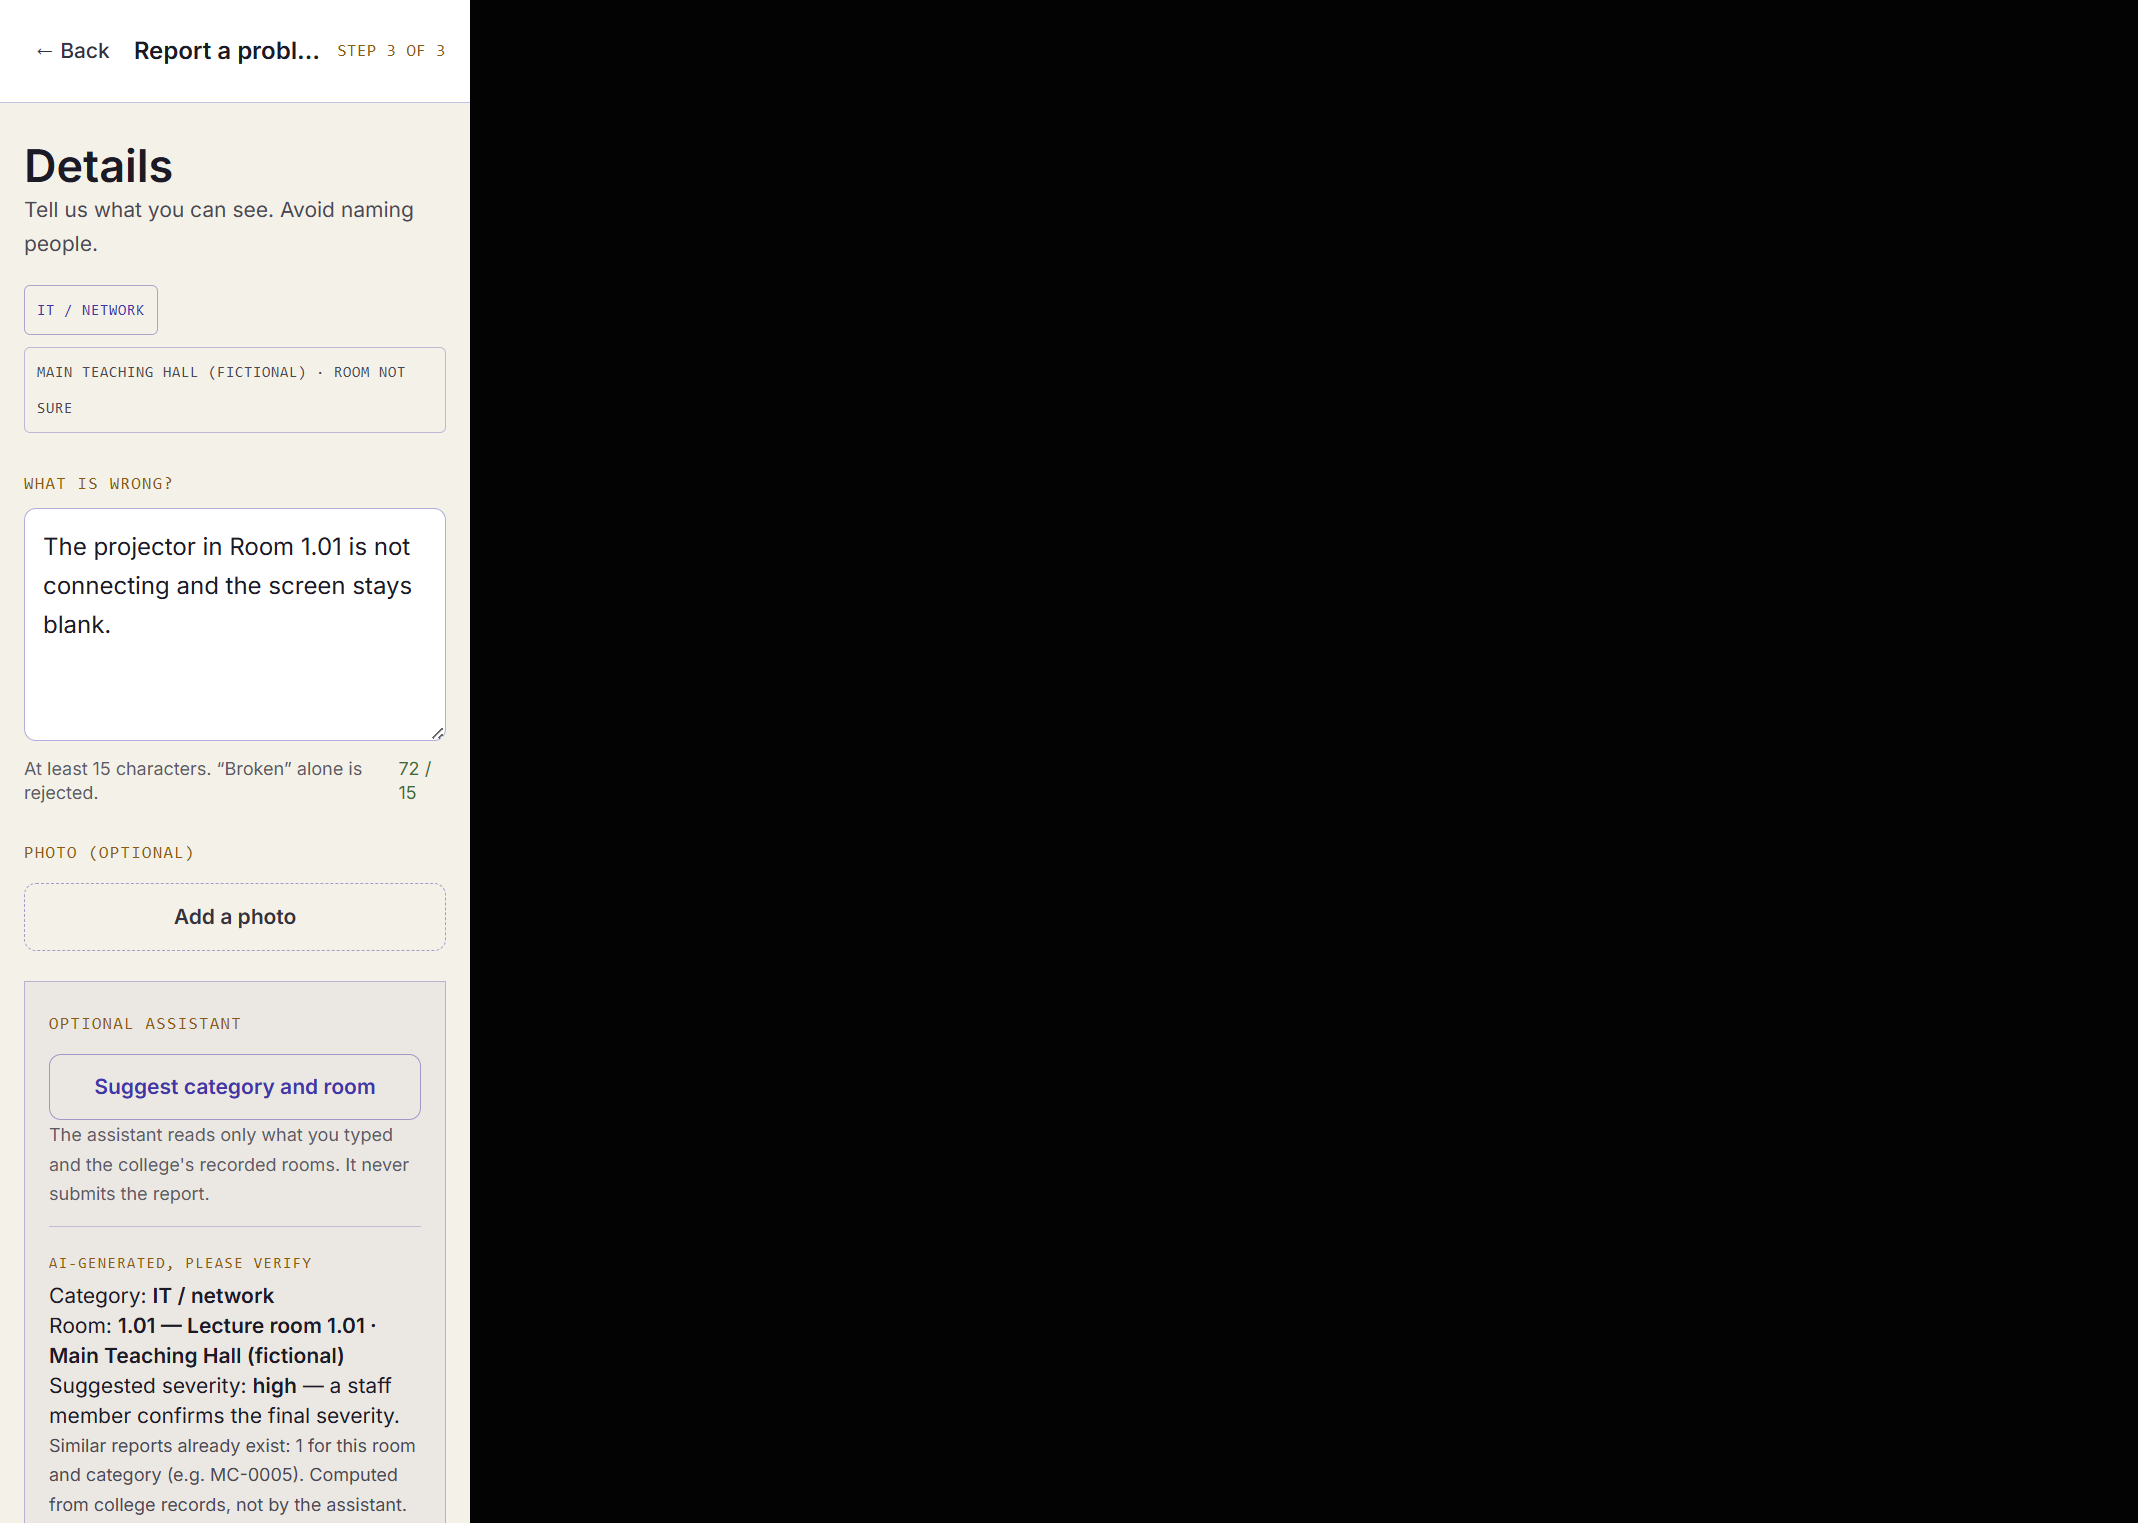 ← Back Report a probl... STEP 3 OF 3
Details
Tell us what you can see. Avoid naming
people.
IT / NETWORK
MAIN TEACHING HALL (FICTIONAL) · ROOM NOT
SURE
WHAT IS WRONG?
The projector in Room 1.01 is not
connecting and the screen stays
blank.
At least 15 characters. “Broken” alone is
rejected.
72 /
15
PHOTO (OPTIONAL)
Add a photo
OPTIONAL ASSISTANT
Suggest category and room
The assistant reads only what you typed
and the college's recorded rooms. It never
submits the report.
AI-GENERATED, PLEASE VERIFY
Category: IT / network
Room: 1.01 — Lecture room 1.01 ·
Main Teaching Hall (fictional)
Suggested severity: high — a staff
member confirms the final severity.
Similar reports already exist: 1 for this room
and category (e.g. MC-0005). Computed
from college records, not by the assistant.